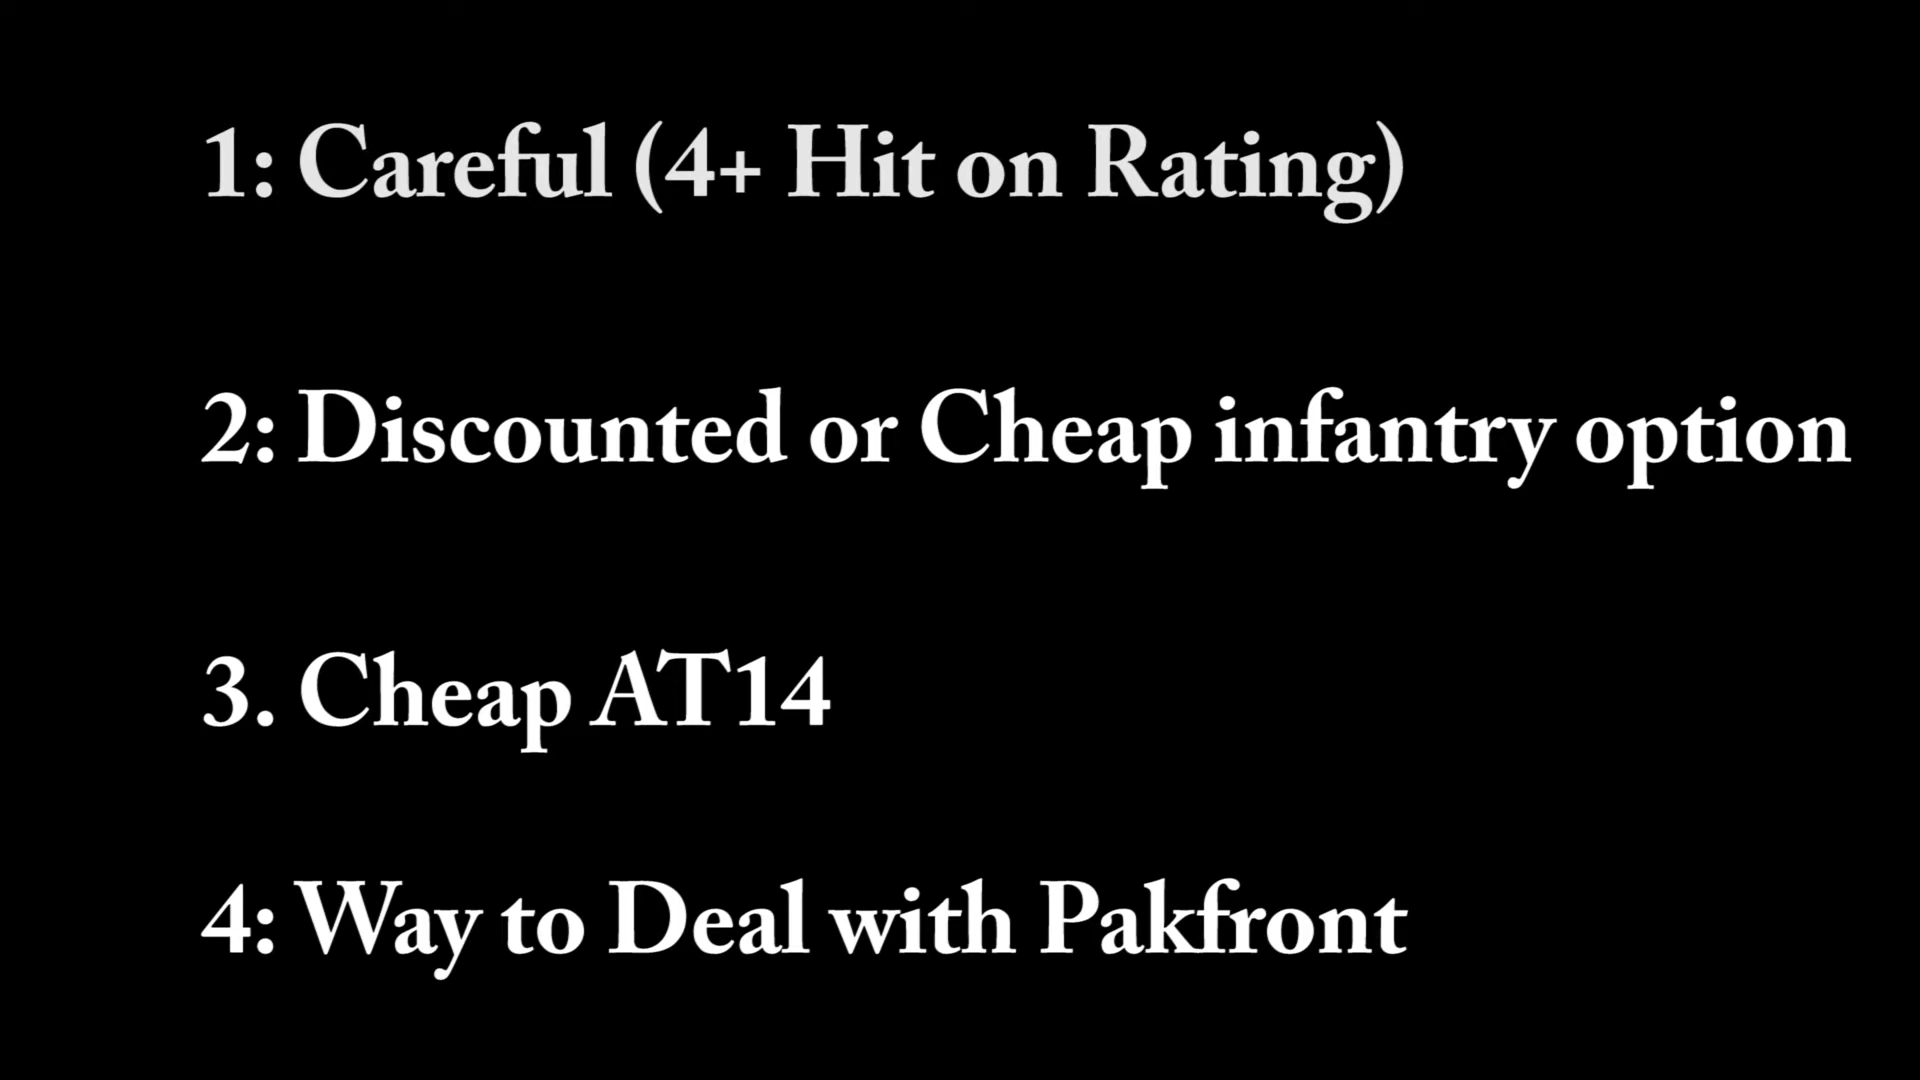 1: Careful (4+ Hit on Rating)
2: Discounted or Cheap infantry option
3. Cheap AT14
4: Way to Deal with Pakfront